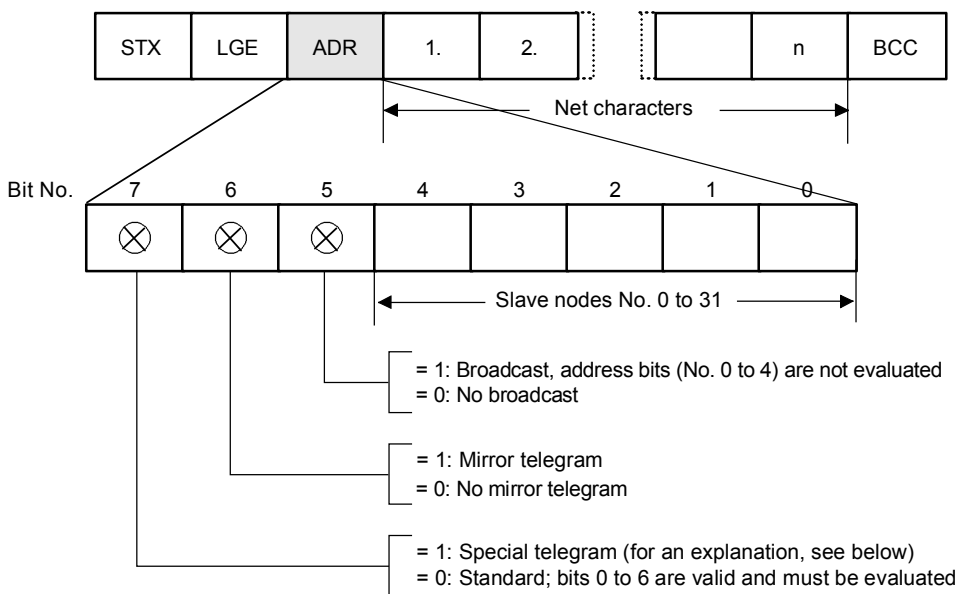 STX LGE ADR 1. 2. n BCC
Net characters
Bit No. 7 6 5 4 3 2 1 0
Slave nodes No. 0 to 31
= 1: Broadcast, address bits (No. 0 to 4) are not evaluated
= 0: No broadcast
= 1: Mirror telegram
= 0: No mirror telegram
= 1: Special telegram (for an explanation, see below)
= 0: Standard; bits 0 to 6 are valid and must be evaluated